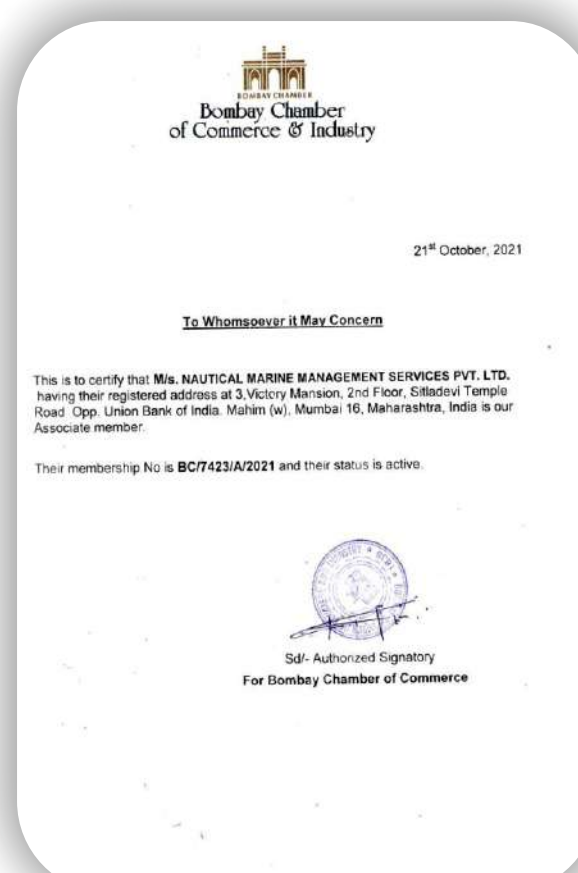 BOMBAY CHAMBER
Bombay Chamber
of Commerce & Industry
21st October, 2021
To Whomsoever it May Concern
This is to certify that M/s. NAUTICAL MARINE MANAGEMENT SERVICES PVT. LTD.
having their registered address at 3,Victory Mansion, 2nd Floor, Sitladevi Temple
Road Opp. Union Bank of India. Mahim (w), Mumbai 16, Maharashtra, India is our
Associate member.
Their membership No is BC/7423/A/2021 and their status is active.
Sd/- Authorized Signatory
For Bombay Chamber of Commerce